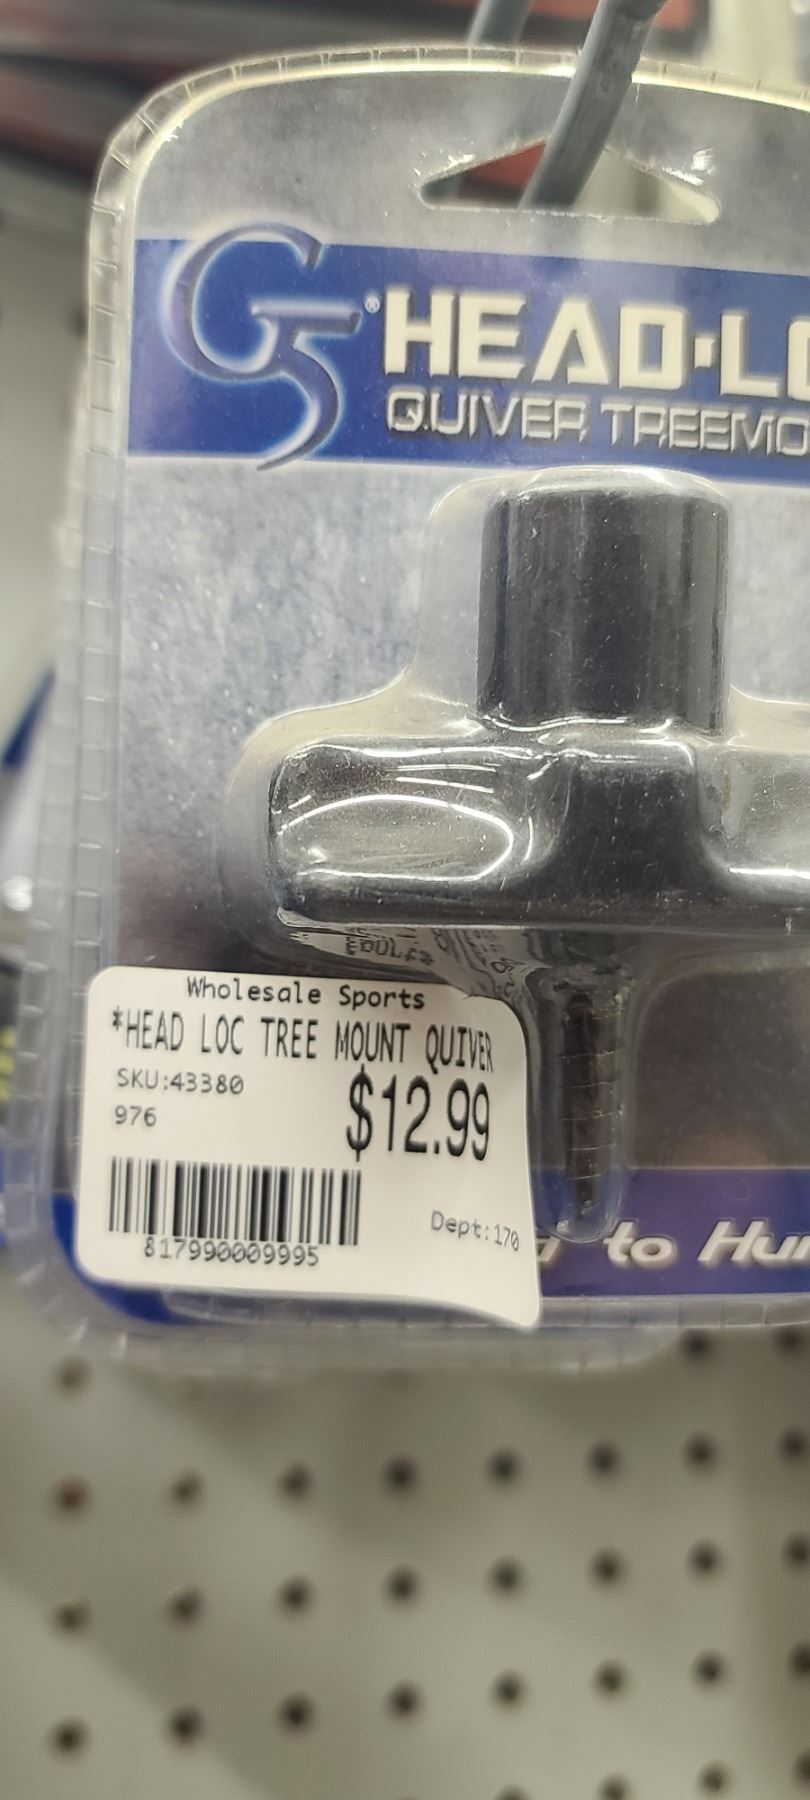 G5® HEAD·LO
QUIVER TREEMO
Wholesale Sports
*HEAD LOC TREE MOUNT QUIVER
SKU:43380
$12.99
976
Dept:170
817990009995
to Hun